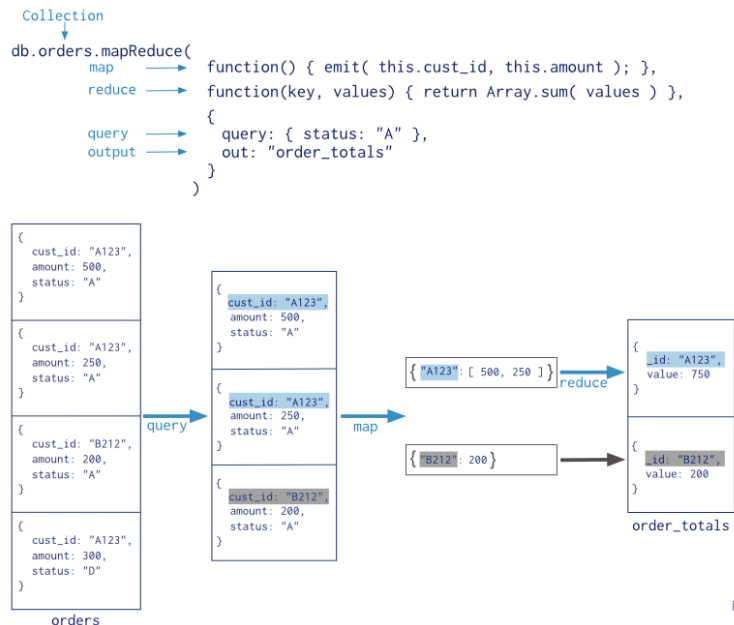 Collection
db.orders.mapReduce(
map function() { emit( this.cust_id, this.amount ); },
reduce function(key, values) { return Array.sum( values ) },
{
query query: { status: "A" },
output out: "order_totals"
}
)
{
cust_id: "A123",
amount: 500,
status: "A"
}
{
cust_id: "A123",
amount: 250,
status: "A"
}
{
cust_id: "B212",
amount: 200,
status: "A"
}
{
cust_id: "A123",
amount: 300,
status: "D"
}
orders
query
{
cust_id: "A123",
amount: 500,
status: "A"
}
{
cust_id: "A123",
amount: 250,
status: "A"
}
{
cust_id: "B212",
amount: 200,
status: "A"
}
map
{ "A123": [ 500, 250 ] }
{ "B212": 200 }
reduce
{
_id: "A123",
value: 750
}
{
_id: "B212",
value: 200
}
order_totals